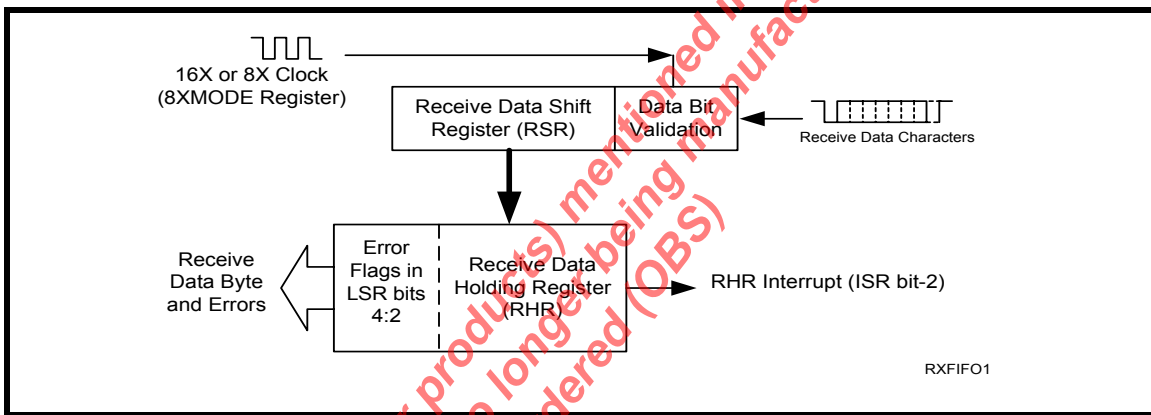 16X or 8X Clock
(8XMODE Register)
Receive Data Shift
Register (RSR)
Data Bit
Validation
Receive Data Characters
Receive
Data Byte
and Errors
Error
Flags in
LSR bits
4:2
Receive Data
Holding Register
(RHR)
RHR Interrupt (ISR bit-2)
RXFIFO1
r products) mentioned in
o longer being manufac
dered (OBS)